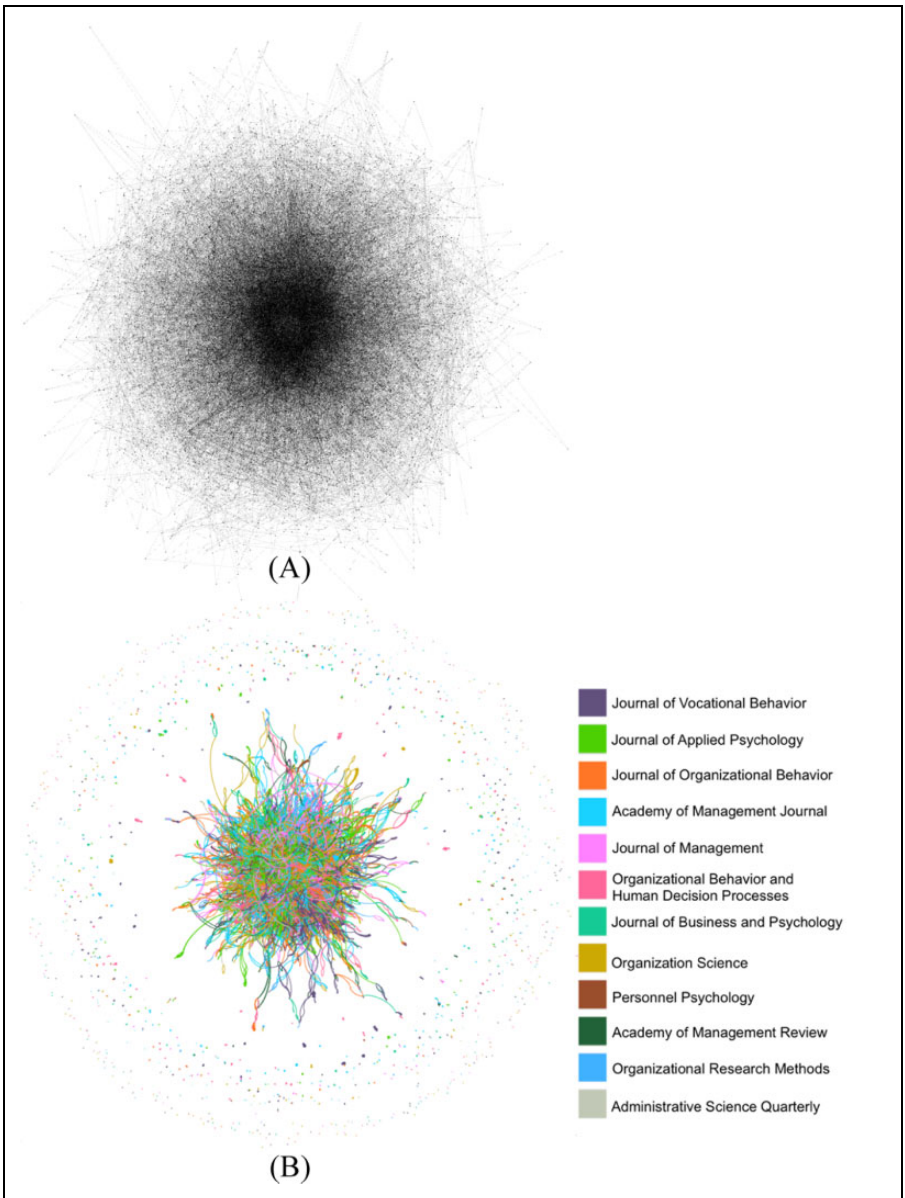 (A)
Journal of Vocational Behavior
Journal of Applied Psychology
Journal of Organizational Behavior
Academy of Management Journal
Journal of Management
Organizational Behavior and
Human Decision Processes
Journal of Business and Psychology
Organization Science
Personnel Psychology
Academy of Management Review
Organizational Research Methods
Administrative Science Quarterly
(B)